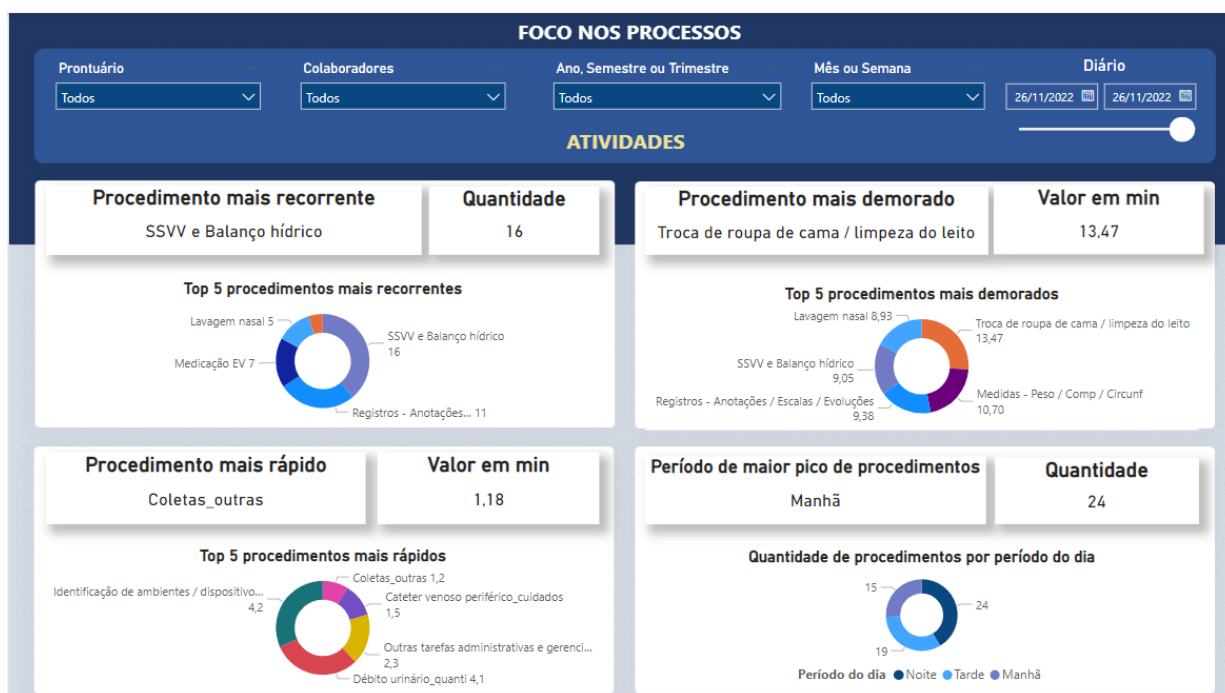 FOCO NOS PROCESSOS
Prontuário
Todos
Colaboradores
Todos
Ano, Semestre ou Trimestre
Todos
Mês ou Semana
Todos
Diário
26/11/2022
26/11/2022
ATIVIDADES
Procedimento mais recorrente
SSVV e Balanço hídrico
Quantidade
16
Top 5 procedimentos mais recorrentes
Lavagem nasal 5
SSVV e Balanço hídrico
16
Medicação EV 7
Registros - Anotações... 11
Procedimento mais demorado
Troca de roupa de cama / limpeza do leito
Valor em min
13,47
Top 5 procedimentos mais demorados
Lavagem nasal 8,93
Troca de roupa de cama / limpeza do leito
13,47
SSVV e Balanço hídrico
9,05
Medidas - Peso / Comp / Circunf
10,70
Registros - Anotações / Escalas / Evoluções
9,38
Procedimento mais rápido
Coletas_outras
Valor em min
1,18
Top 5 procedimentos mais rápidos
Coletas_outras 1,2
Identificação de ambientes / dispositivo...
4,2
Cateter venoso periférico_cuidados
1,5
Outras tarefas administrativas e gerenci...
2,3
Débito urinário_quanti 4,1
Período de maior pico de procedimentos
Manhã
Quantidade
24
Quantidade de procedimentos por período do dia
15
24
19
Período do dia Noite Tarde Manhã